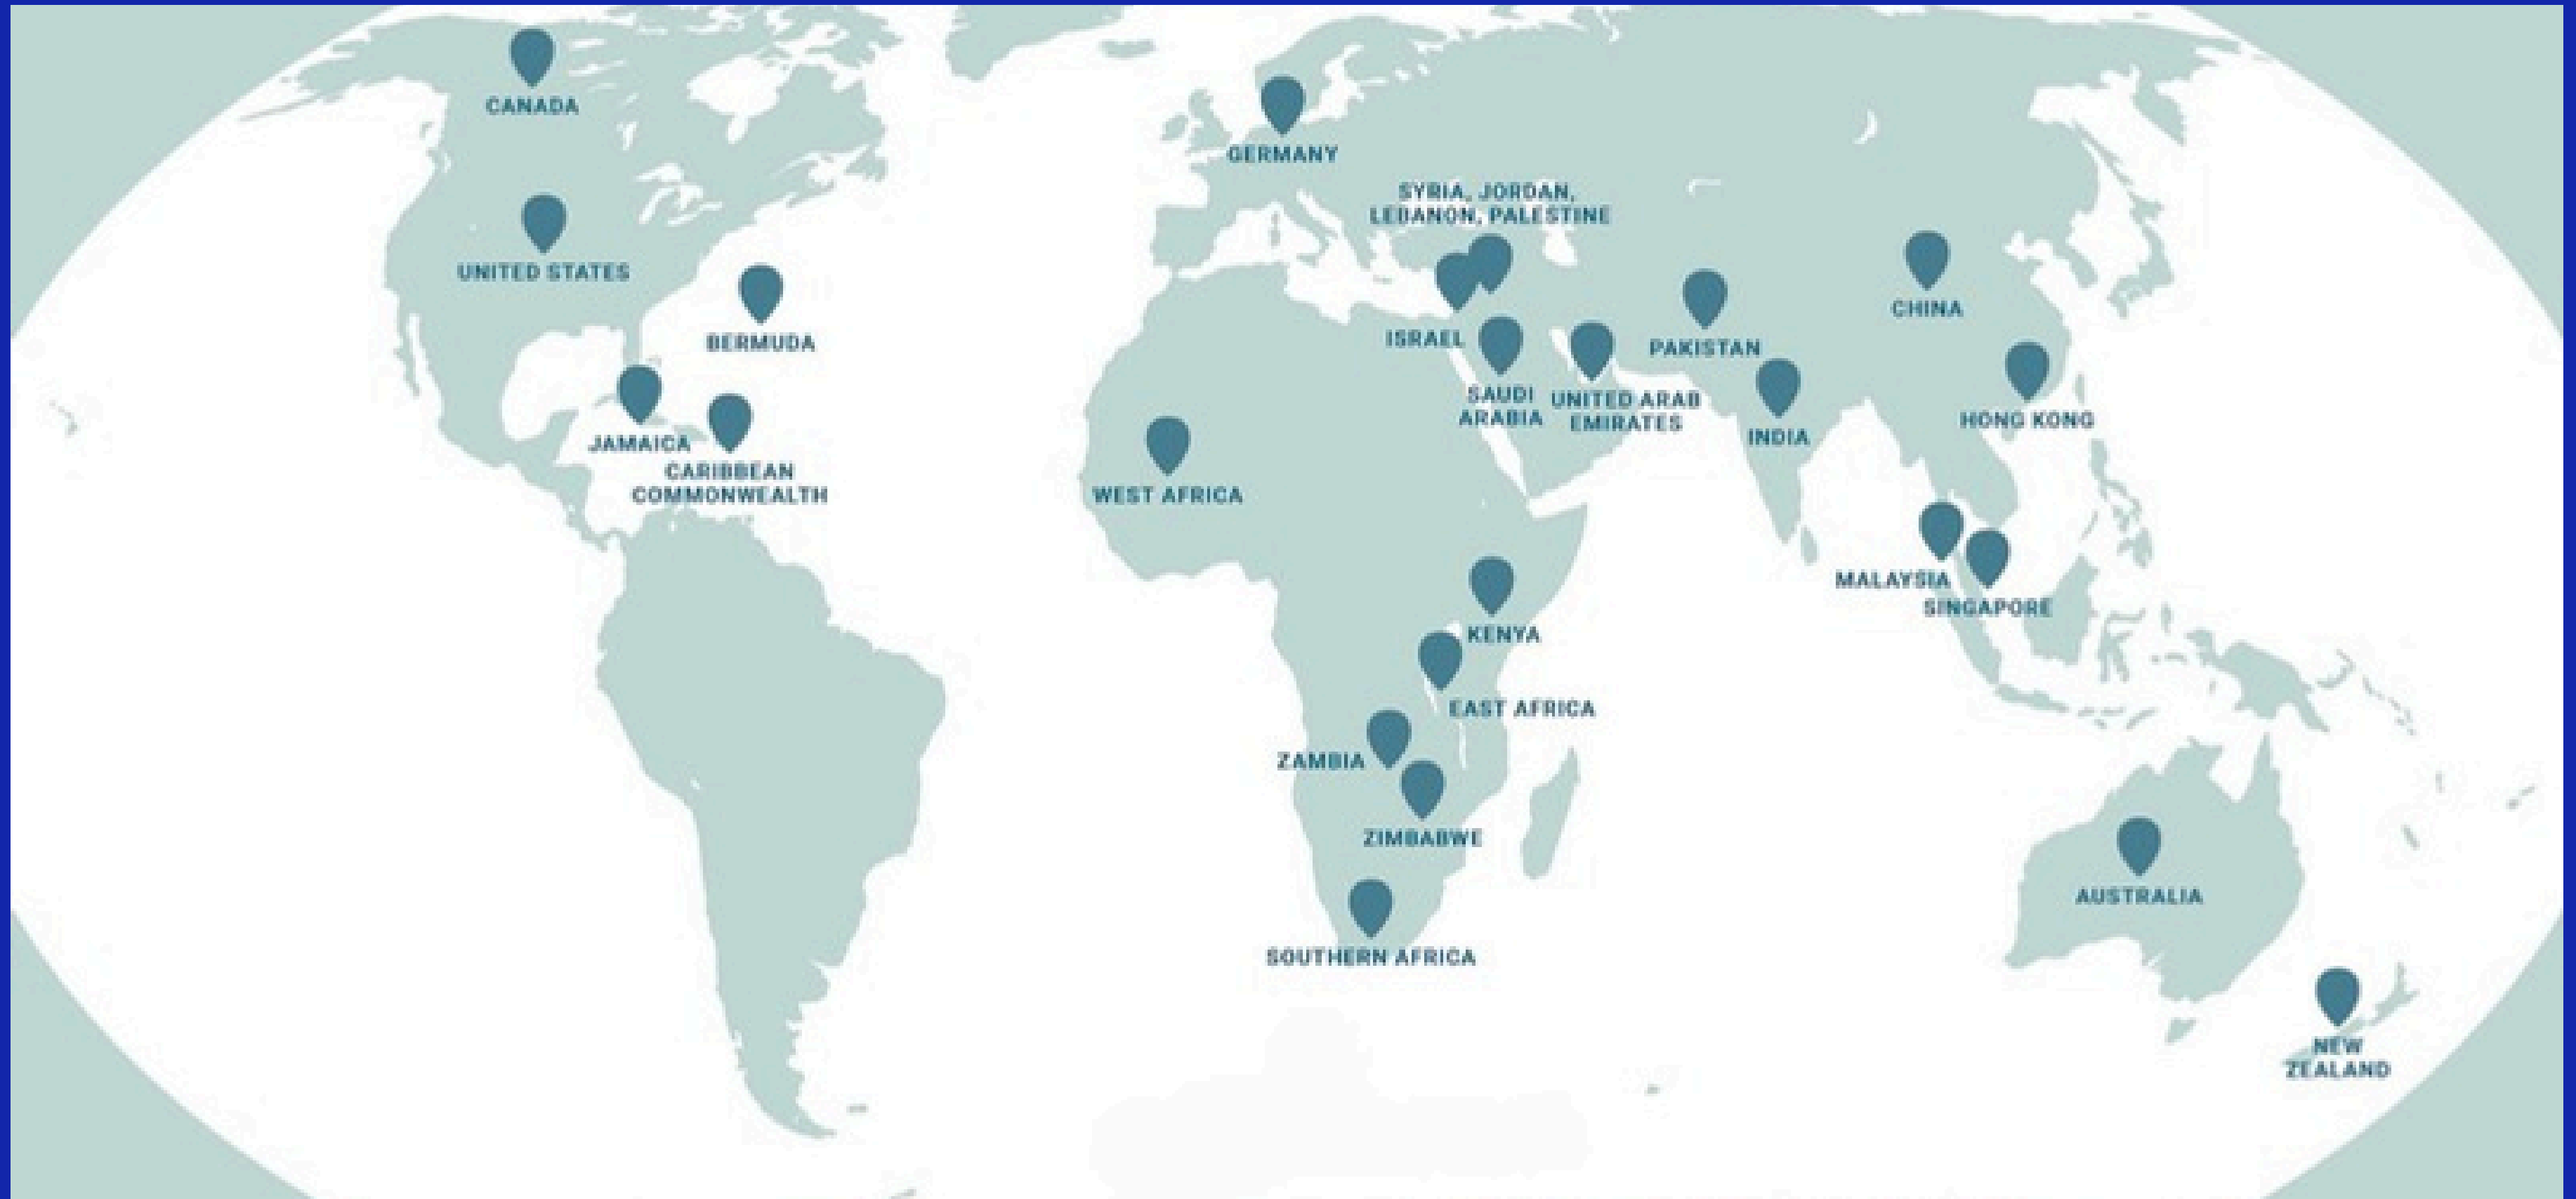 CANADA
GERMANY
SYRIA, JORDAN,
LEBANON, PALESTINE
UNITED STATES
CHINA
BERMUDA
ISRAEL
PAKISTAN
SAUDI
ARABIA
UNITED ARAB
EMIRATES
HONG KONG
INDIA
JAMAICA
CARIBBEAN
COMMONWEALTH
WEST AFRICA
MALAYSIA
SINGAPORE
KENYA
EAST AFRICA
ZAMBIA
ZIMBABWE
AUSTRALIA
SOUTHERN AFRICA
NEW
ZEALAND